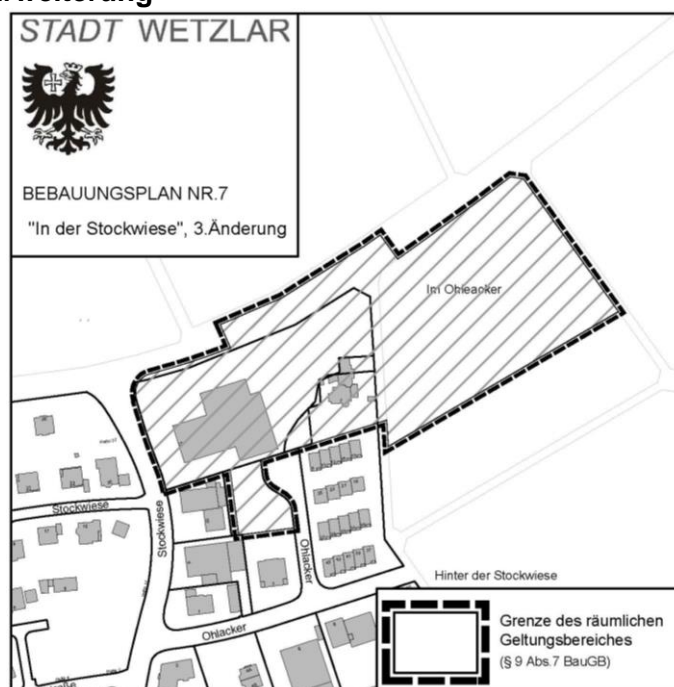 STADT WETZLAR
BEBAUUNGSPLAN NR.7
"In der Stockwiese", 3.Änderung
Im Ohleacker
Stockwiese
Stockwiese
Ohlacker
Hinter der Stockwiese
Ohlacker
Grenze des räumlichen
Geltungsbereiches
(§ 9 Abs.7 BauGB)